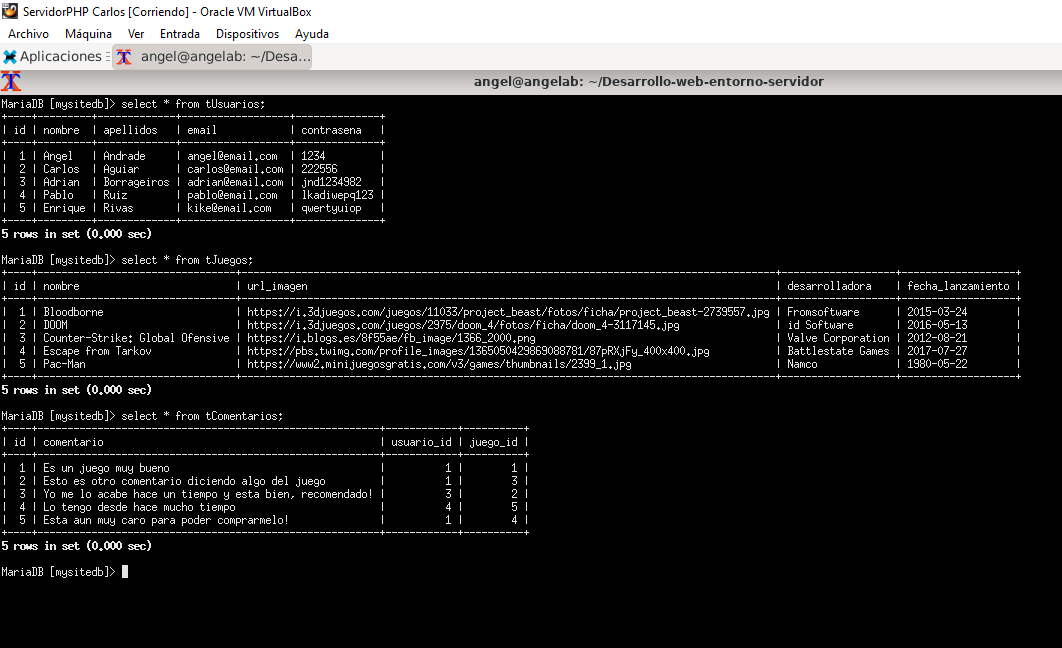 ServidorPHP Carlos [Corriendo] - Oracle VM VirtualBox
Archivo Máquina Ver Entrada Dispositivos Ayuda
Aplicaciones angel@angelab: ~/Desa...
angel@angelab: ~/Desarrollo-web-entorno-servidor
MariaDB [mysitedb]> select * from tUsuarios;
+----+---------+-------------+------------------+-------------+
| id | nombre | apellidos | email | contrasena |
+----+---------+-------------+------------------+-------------+
| 1 | Angel | Andrade | angel@email.com | 1234 |
| 2 | Carlos | Aguiar | carlos@email.com | 222556 |
| 3 | Adrian | Borrageiros | adrian@email.com | jnd1234982 |
| 4 | Pablo | Ruiz | pablo@email.com | lkadiwepq123 |
| 5 | Enrique | Rivas | kike@email.com | qwertyuiop |
+----+---------+-------------+------------------+-------------+
5 rows in set (0.000 sec)
MariaDB [mysitedb]> select * from tJuegos;
| id | nombre | url_imagen | desarrolladora | fecha_lanzamiento |
| 1 | Bloodborne | https://i.3djuegos.com/juegos/11033/project_beast/fotos/ficha/project_beast-2739557.jpg | Fromsoftware | 2015-03-24 |
| 2 | DOOM | https://i.3djuegos.com/juegos/2975/doom_4/fotos/ficha/doom_4-3117145.jpg | id Software | 2016-05-13 |
| 3 | Counter-Strike: Global Ofensive | https://i.blogs.es/8f55ae/fb_image/1366_2000.png | Valve Corporation | 2012-08-21 |
| 4 | Escape from Tarkov | https://pbs.twimg.com/profile_images/1365050429869088781/87pRXjFy_400x400.jpg | Battlestate Games | 2017-07-27 |
| 5 | Pac-Man | https://www2.minijuegosgratis.com/v3/games/thumbnails/2399_1.jpg | Namco | 1980-05-22 |
5 rows in set (0.000 sec)
MariaDB [mysitedb]> select * from tComentarios;
| id | comentario | usuario_id | juego_id |
| 1 | Es un juego muy bueno | 1 | 1 |
| 2 | Esto es otro comentario diciendo algo del juego | 1 | 3 |
| 3 | Yo me lo acabe hace un tiempo y esta bien, recomendado! | 3 | 2 |
| 4 | Lo tengo desde hace mucho tiempo | 4 | 5 |
| 5 | Esta aun muy caro para poder comprarmelo! | 1 | 4 |
5 rows in set (0.000 sec)
MariaDB [mysitedb]>